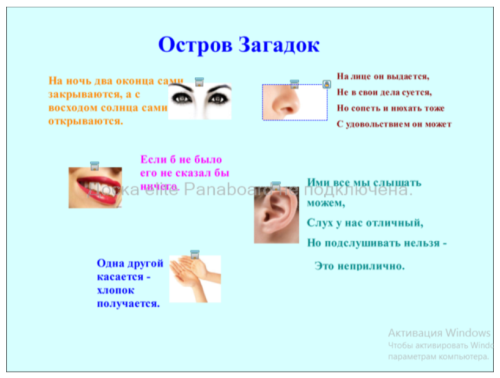 Остров Загадок
На ночь два оконца сами
закрываются, а с
восходом солнца сами
открываются.
На лице он выдается,
Не в свои дела суется,
Но сопеть и нюхать тоже
С удовольствием он может
Если б не было
его не сказал бы
ничего.
elite Panaboard не подключена.
Ими все мы слышать
можем,
Слух у нас отличный,
Но подслушивать нельзя -
Это неприлично.
Одна другой
касается -
хлопок
получается.
Активация Windows
Чтобы активировать
параметрам компьютера.